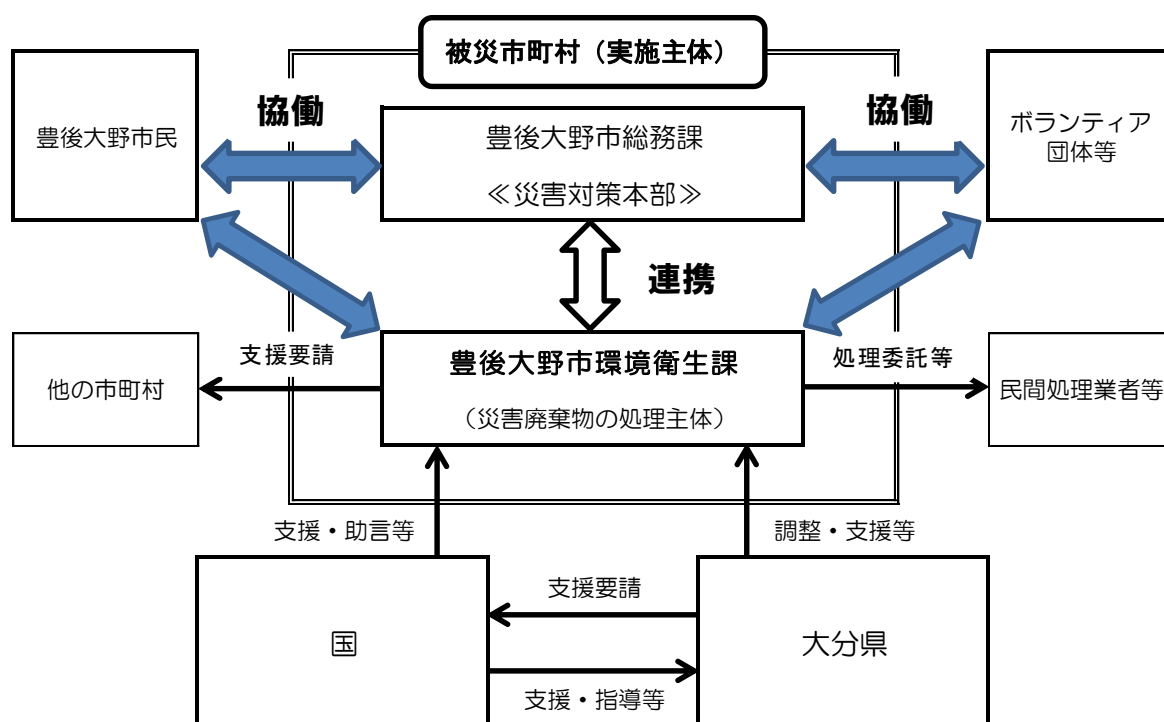 被災市町村（実施主体）
協働
協働
豊後大野市民
豊後大野市総務課
≪災害対策本部≫
ボランティア
団体等
連携
支援要請
処理委託等
他の市町村
豊後大野市環境衛生課
（災害廃棄物の処理主体）
民間処理業者等
支援・助言等
調整・支援等
支援要請
国
大分県
支援・指導等